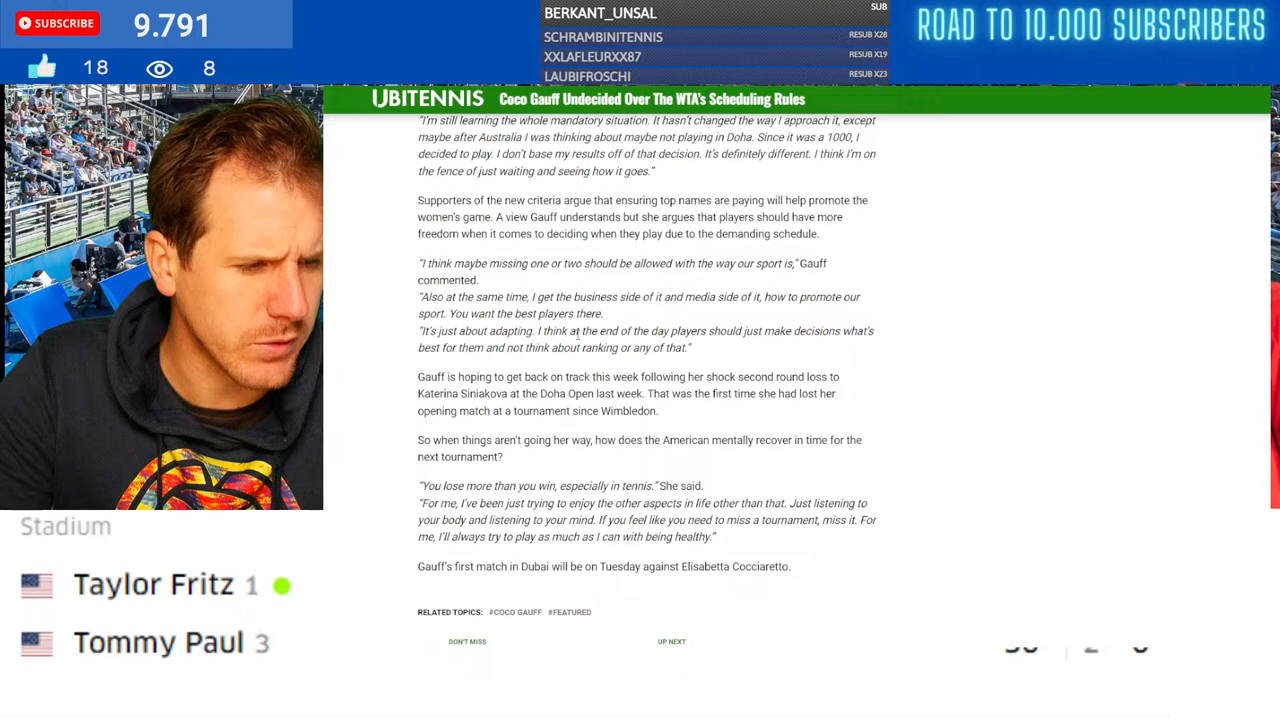 SUBSCRIBE
9.791
18
8
BERKANT_UNSAL SUB
SCHRAMBINITENNIS RESUB X28
XXLAFLEURXX87 RESUB X19
LAUBIFROSCHI RESUB X23
ROAD TO 10.000 SUBSCRIBERS
UBITENNIS Coco Gauff Undecided Over The WTA's Scheduling Rules
"I'm still learning the whole mandatory situation. It hasn't changed the way I approach it, except
maybe after Australia I was thinking about maybe not playing in Doha. Since it was a 1000, I
decided to play. I don't base my results off of that decision. It's definitely different. I think I'm on
the fence of just waiting and seeing how it goes."
Supporters of the new criteria argue that ensuring top names are paying will help promote the
women's game. A view Gauff understands but she argues that players should have more
freedom when it comes to deciding when they play due to the demanding schedule.
"I think maybe missing one or two should be allowed with the way our sport is," Gauff
commented.
"Also at the same time, I get the business side of it and media side of it, how to promote our
sport. You want the best players there.
"It's just about adapting. I think at the end of the day players should just make decisions what's
best for them and not think about ranking or any of that."
Gauff is hoping to get back on track this week following her shock second round loss to
Katerina Siniakova at the Doha Open last week. That was the first time she had lost her
opening match at a tournament since Wimbledon.
So when things aren't going her way, how does the American mentally recover in time for the
next tournament?
"You lose more than you win, especially in tennis." She said.
"For me, I've been just trying to enjoy the other aspects in life other than that. Just listening to
your body and listening to your mind. If you feel like you need to miss a tournament, miss it. For
me, I'll always try to play as much as I can with being healthy."
Gauff's first match in Dubai will be on Tuesday against Elisabetta Cocciaretto.
RELATED TOPICS: #COCO GAUFF #FEATURED
DON'T MISS
UP NEXT
Stadium
Taylor Fritz 1
Tommy Paul 3